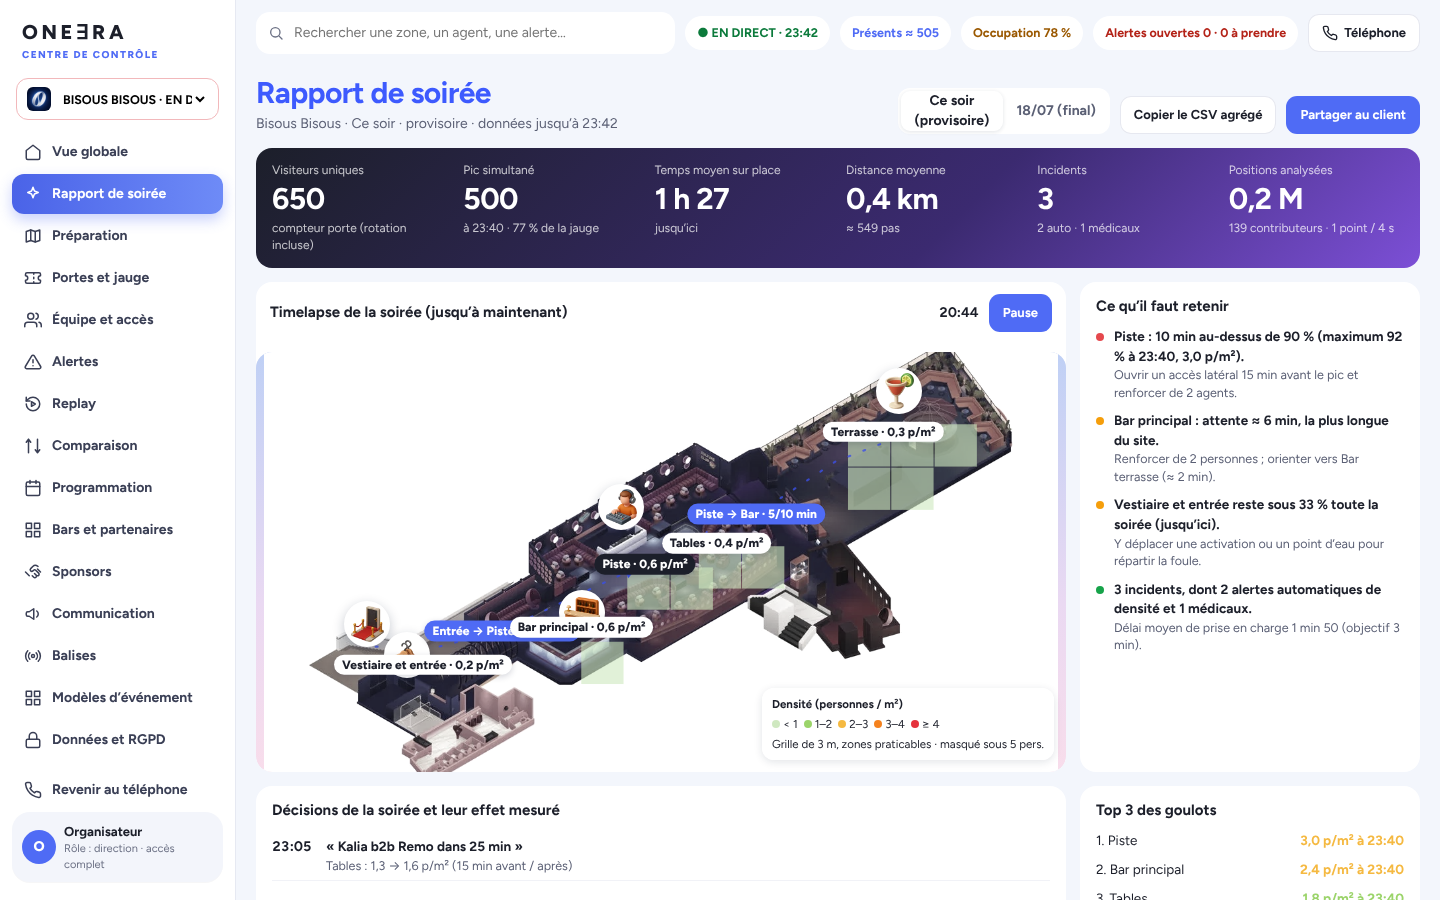 ONEƎRA
CENTRE DE CONTRÔLE
BISOUS BISOUS · EN D
Vue globale
Rapport de soirée
Préparation
Portes et jauge
Équipe et accès
Alertes
Replay
Comparaison
Programmation
Bars et partenaires
Sponsors
Communication
Balises
Modèles d’événement
Données et RGPD
Revenir au téléphone
O
Organisateur
Rôle : direction · accès
complet
Rechercher une zone, un agent, une alerte…
EN DIRECT · 23:42
Présents ≈ 505
Occupation 78 %
Alertes ouvertes 0 · 0 à prendre
Téléphone
Rapport de soirée
Bisous Bisous · Ce soir · provisoire · données jusqu’à 23:42
Ce soir
(provisoire)
18/07 (final)
Copier le CSV agrégé
Partager au client
Visiteurs uniques
650
compteur porte (rotation
incluse)
Pic simultané
500
à 23:40 · 77 % de la jauge
Temps moyen sur place
1 h 27
jusqu’ici
Distance moyenne
0,4 km
≈ 549 pas
Incidents
3
2 auto · 1 médicaux
Positions analysées
0,2 M
139 contributeurs · 1 point / 4 s
Timelapse de la soirée (jusqu’à maintenant)
20:44
Pause
Terrasse · 0,3 p/m²
Piste → Bar · 5/10 min
Tables · 0,4 p/m²
Piste · 0,6 p/m²
Entrée → Piste
Bar principal · 0,6 p/m²
Vestiaire et entrée · 0,2 p/m²
Densité (personnes / m²)
< 1
1–2
2–3
3–4
≥ 4
Grille de 3 m, zones praticables · masqué sous 5 pers.
Ce qu’il faut retenir
Piste : 10 min au-dessus de 90 % (maximum 92
% à 23:40, 3,0 p/m²).
Ouvrir un accès latéral 15 min avant le pic et
renforcer de 2 agents.
Bar principal : attente ≈ 6 min, la plus longue
du site.
Renforcer de 2 personnes ; orienter vers Bar
terrasse (≈ 2 min).
Vestiaire et entrée reste sous 33 % toute la
soirée (jusqu’ici).
Y déplacer une activation ou un point d’eau pour
répartir la foule.
3 incidents, dont 2 alertes automatiques de
densité et 1 médicaux.
Délai moyen de prise en charge 1 min 50 (objectif 3
min).
Décisions de la soirée et leur effet mesuré
23:05
« Kalia b2b Remo dans 25 min »
Tables : 1,3 → 1,6 p/m² (15 min avant / après)
Top 3 des goulots
1. Piste
3,0 p/m² à 23:40
2. Bar principal
2,4 p/m² à 23:40
3. Tables
1,8 p/m² à 23:40